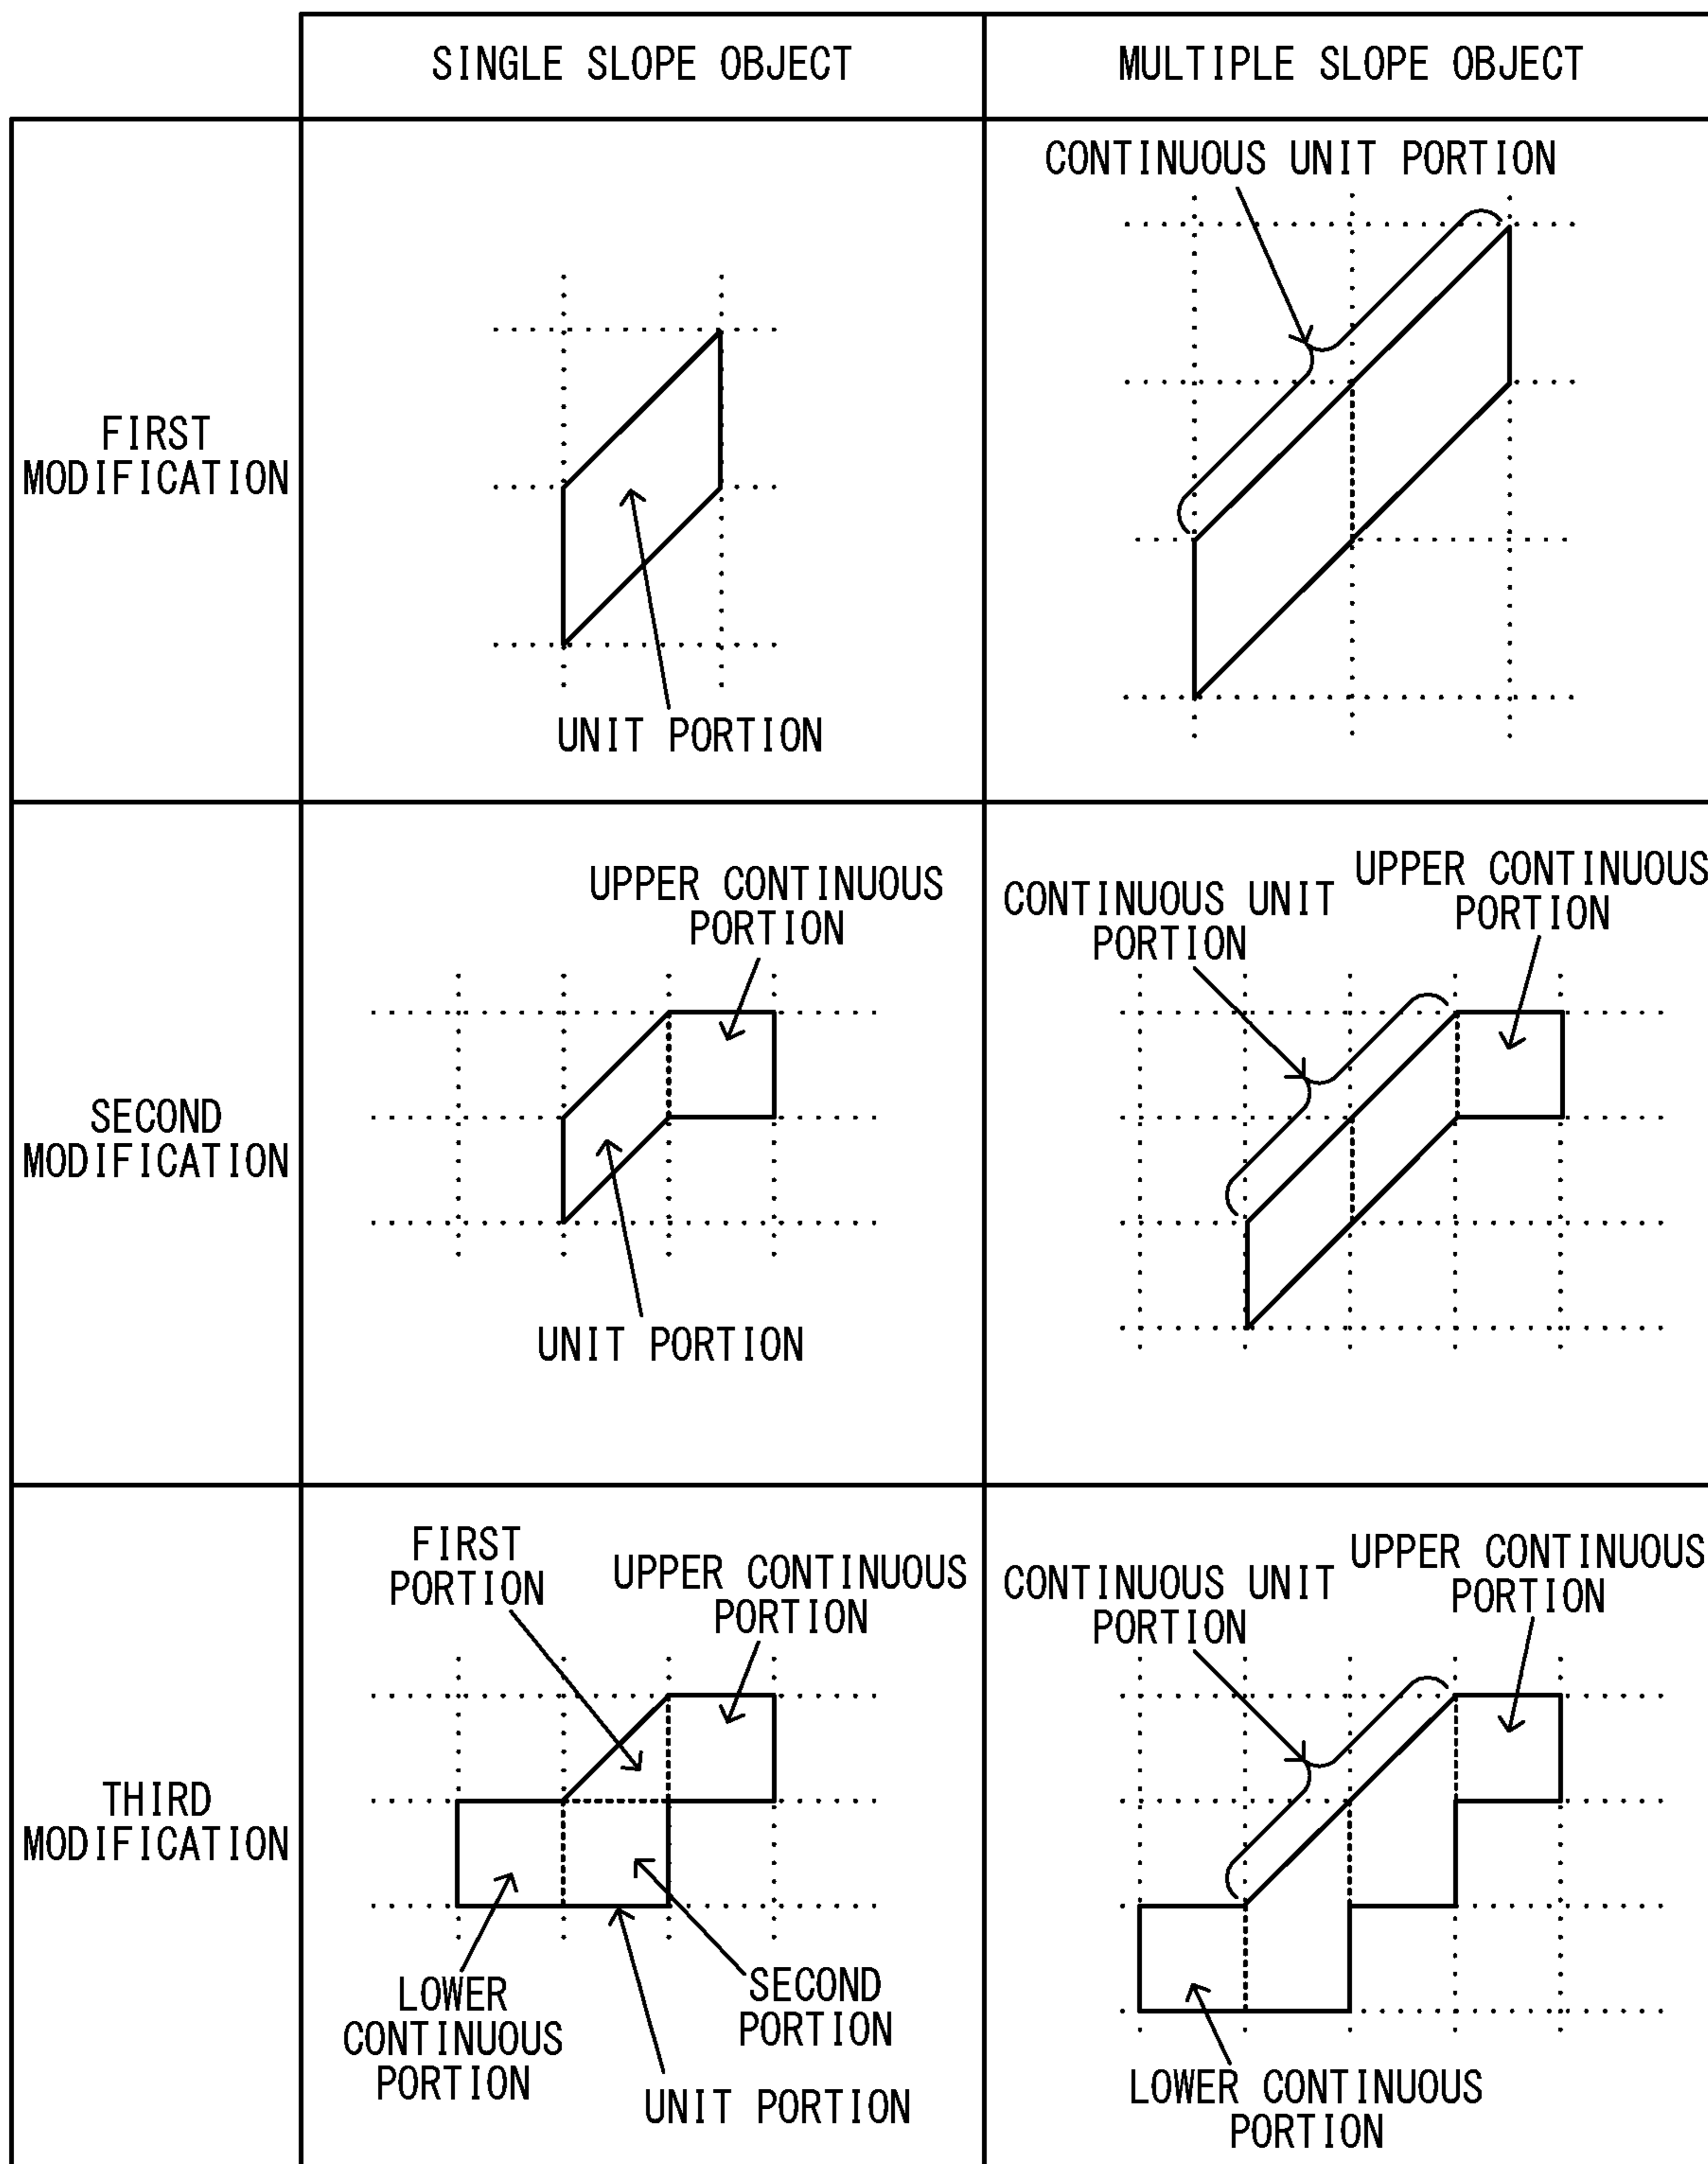 SINGLE SLOPE OBJECT
MULTIPLE SLOPE OBJECT
FIRST
MODIFICATION
UNIT PORTION
CONTINUOUS UNIT PORTION
SECOND
MODIFICATION
UPPER CONTINUOUS
PORTION
UNIT PORTION
CONTINUOUS UNIT
PORTION
UPPER CONTINUOUS
PORTION
THIRD
MODIFICATION
FIRST
PORTION
UPPER CONTINUOUS
PORTION
LOWER
CONTINUOUS
PORTION
SECOND
PORTION
UNIT PORTION
CONTINUOUS UNIT
PORTION
UPPER CONTINUOUS
PORTION
LOWER CONTINUOUS
PORTION